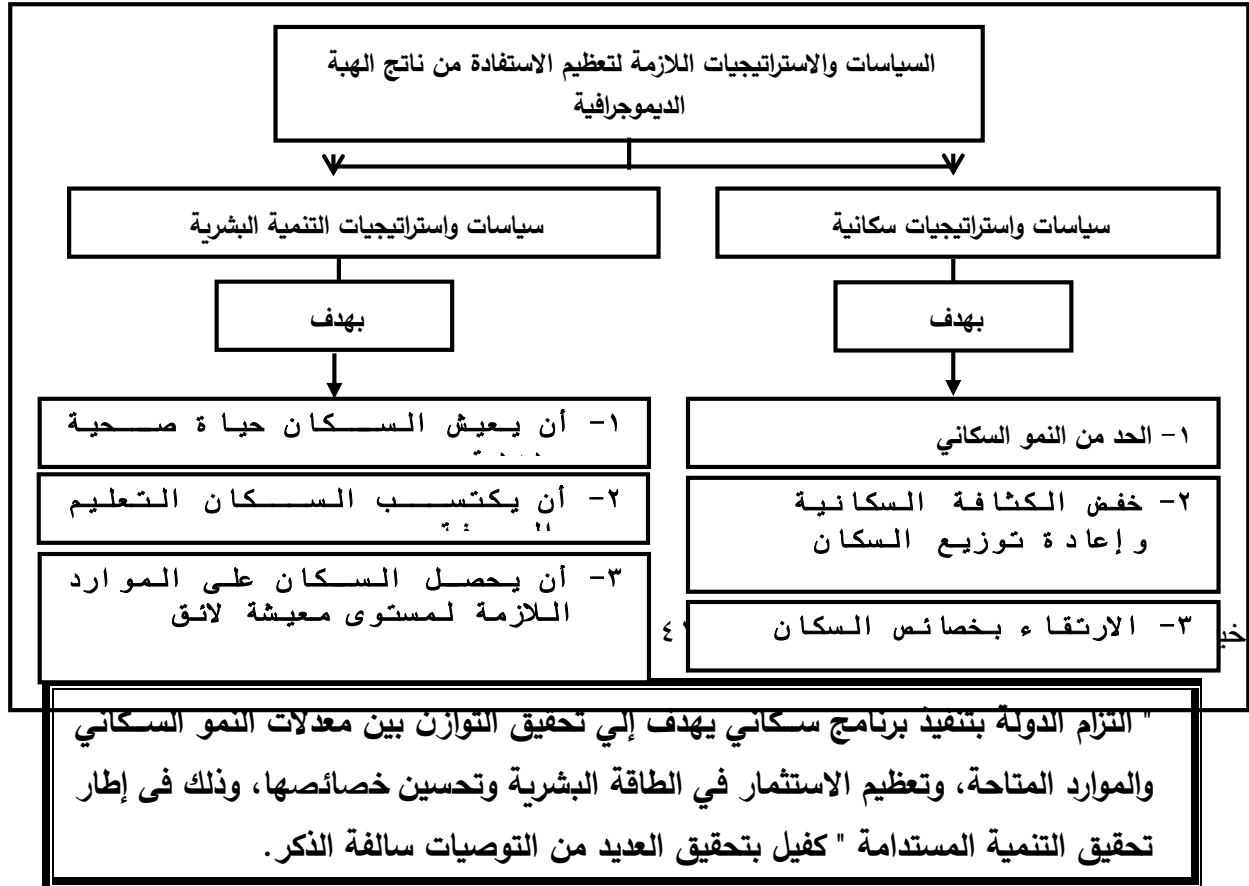 السياسات والاستراتيجيات اللازمة لتعظيم الاستفادة من ناتج الهبة
الديموجرافية
سياسات واستراتيجيات سكانية
سياسات واستراتيجيات التنمية البشرية
بهدف
بهدف
١- الحد من النمو السكاني
٢- خفض الكثافة السكانية
وإعادة توزيع السكان
٣- الارتقاء بخصائص السكان
١- أن يعيش السكان حياة صحية
٢- أن يكتسب السكان التعليم
٣- أن يحصل السكان على الموارد
اللازمة لمستوى معيشة لائق
" التزام الدولة بتنفيذ برنامج سكاني يهدف إلي تحقيق التوازن بين معدلات النمو السكاني
والموارد المتاحة، وتعظيم الاستثمار في الطاقة البشرية وتحسين خصائصها، وذلك فى إطار
تحقيق التنمية المستدامة " كفيل بتحقيق العديد من التوصيات سالفة الذكر.